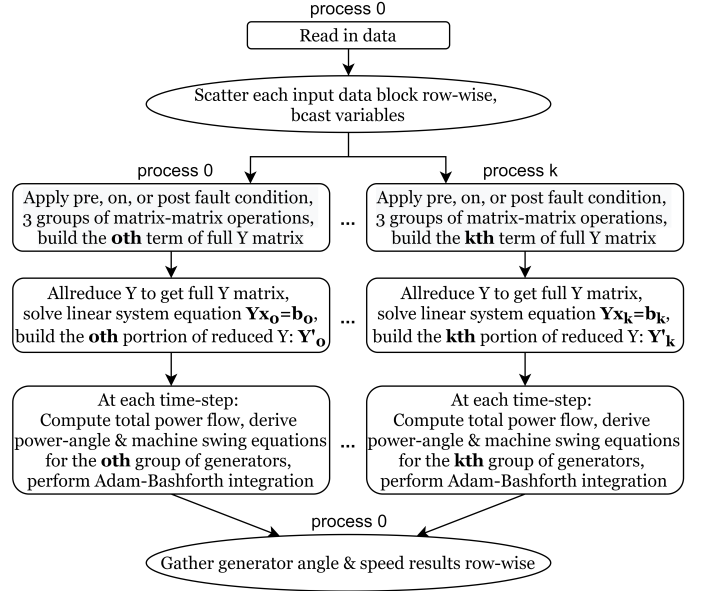 process 0
Read in data
Scatter each input data block row-wise,
bcast variables
process 0
Apply pre, on, or post fault condition,
3 groups of matrix-matrix operations,
build the 0th term of full Y matrix
...
process k
Apply pre, on, or post fault condition,
3 groups of matrix-matrix operations,
build the kth term of full Y matrix
Allreduce Y to get full Y matrix,
solve linear system equation Yx0=b0,
build the 0th portrion of reduced Y: Y'0
...
Allreduce Y to get full Y matrix,
solve linear system equation Yxk=bk,
build the kth portion of reduced Y: Y'k
At each time-step:
Compute total power flow, derive
power-angle & machine swing equations
for the 0th group of generators,
perform Adam-Bashforth integration
...
At each time-step:
Compute total power flow, derive
power-angle & machine swing equations
for the kth group of generators,
perform Adam-Bashforth integration
process 0
Gather generator angle & speed results row-wise